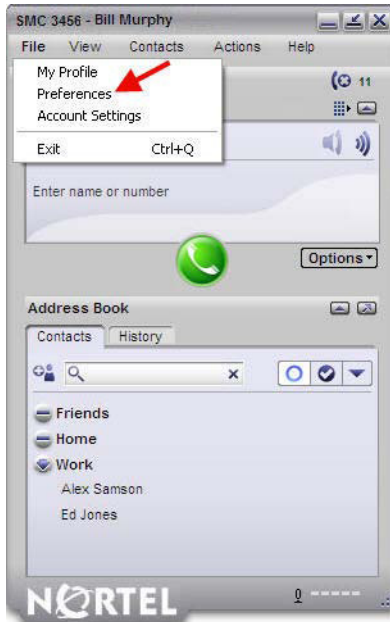 SMC 3456 - Bill Murphy
File View Contacts Actions Help
My Profile
Preferences
Account Settings
Exit Ctrl+Q
11
Enter name or number
Options
Address Book
Contacts History
Friends
Home
Work
Alex Samson
Ed Jones
NORTEL
0 -----